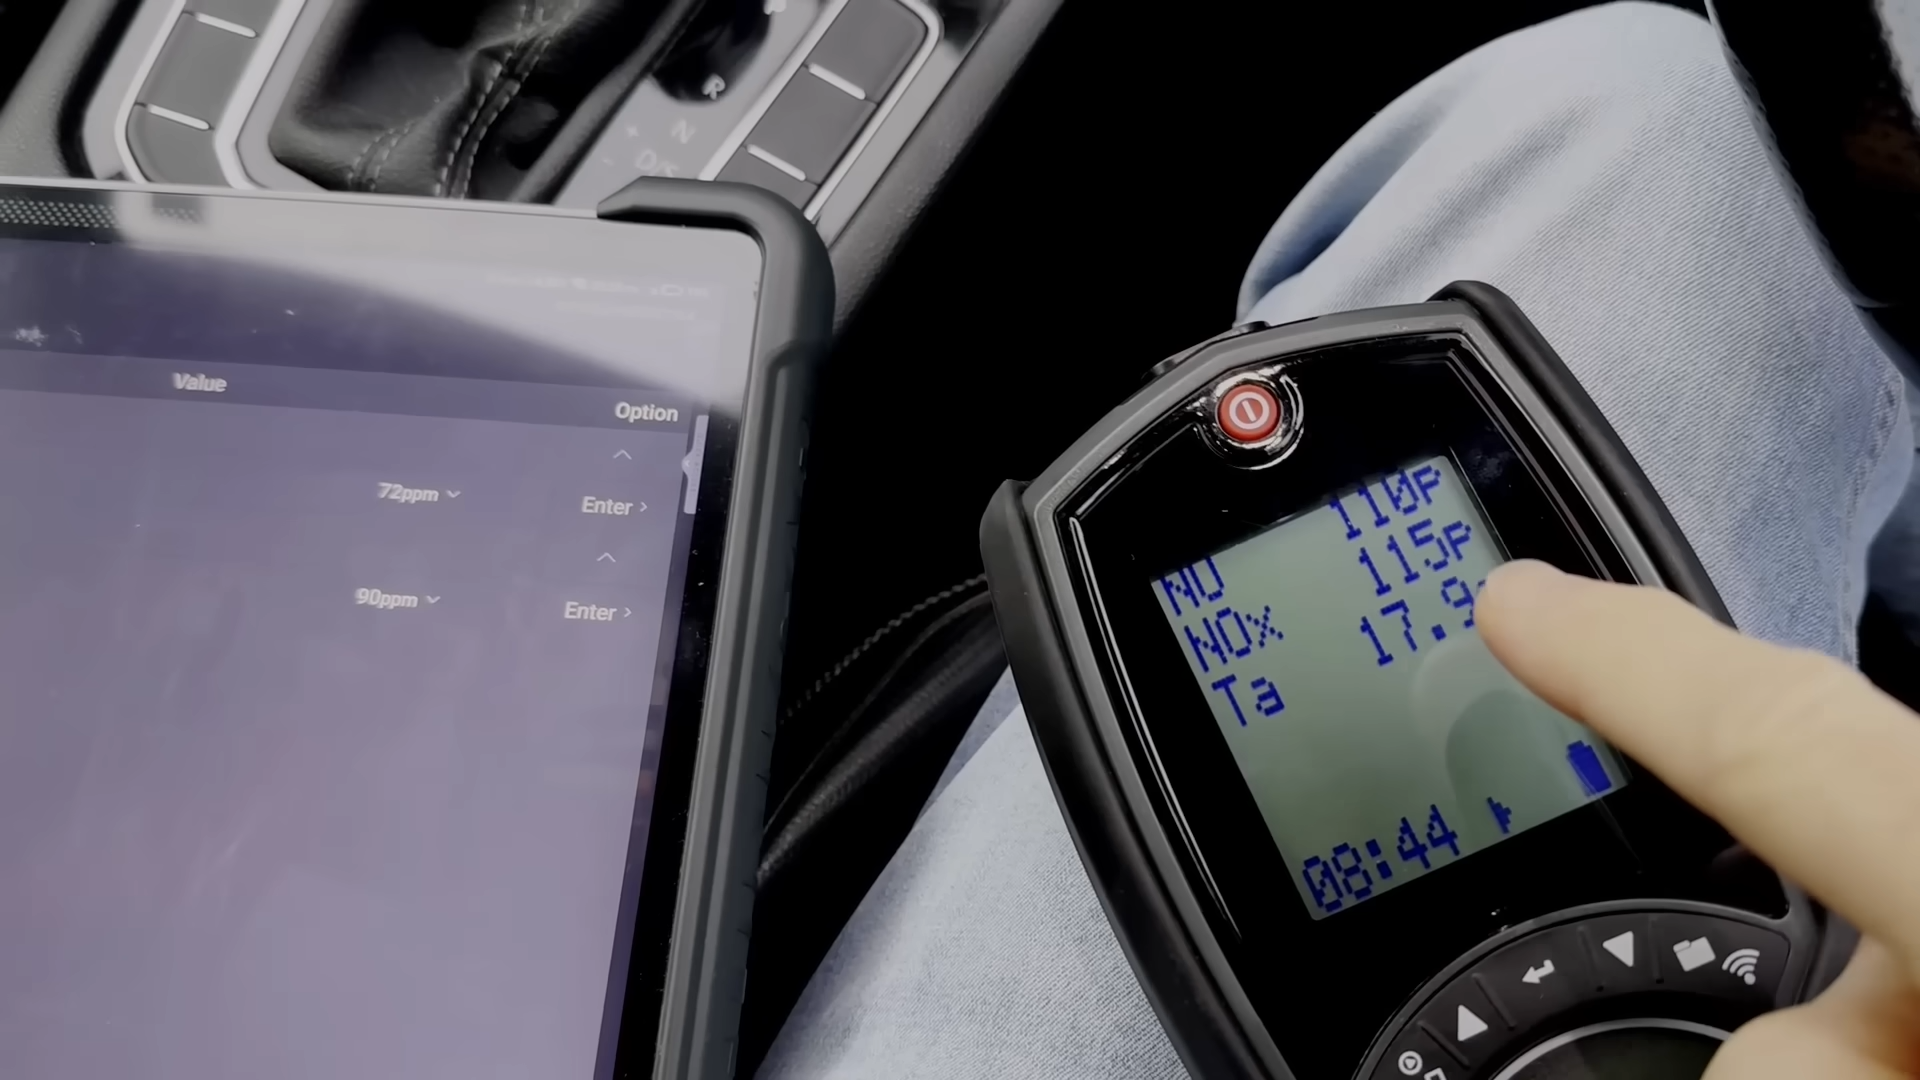 R
+ N
-
Value
Option
72ppm
Enter
90ppm
Enter
110p
NO 115p
NOx 17.9
Ta
08:44